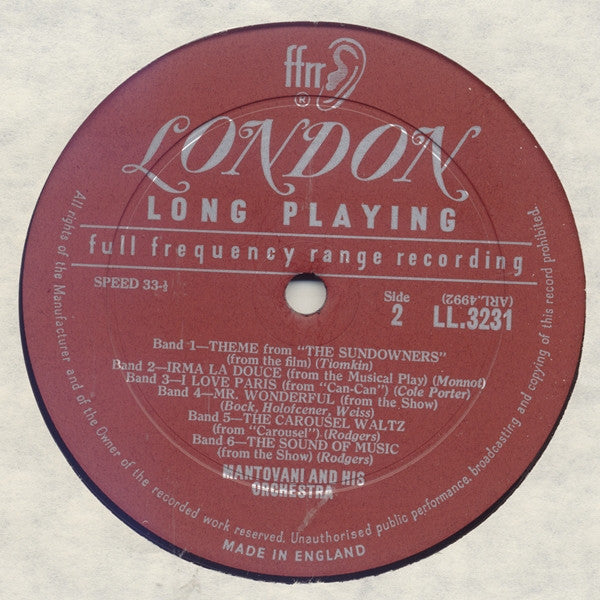 ffrr
®
LONDON
LONG PLAYING
full frequency range recording
SPEED 33-⅓
Side
2
(ARL.4992)
LL.3231
Band 1—THEME from "THE SUNDOWNERS"
(from the film) (Tiomkin)
Band 2—IRMA LA DOUCE (from the Musical Play) (Monnot)
Band 3—I LOVE PARIS (from "Can-Can") (Cole Porter)
Band 4—MR. WONDERFUL (from the Show)
(Bock, Holofcener, Weiss)
Band 5—THE CAROUSEL WALTZ
(from "Carousel") (Rodgers)
Band 6—THE SOUND OF MUSIC
(from the Show) (Rodgers)
MANTOVANI AND HIS
ORCHESTRA
All rights of the Manufacturer and of the Owner of the recorded work reserved. Unauthorised public performance, broadcasting and copying of this record prohibited.
MADE IN ENGLAND